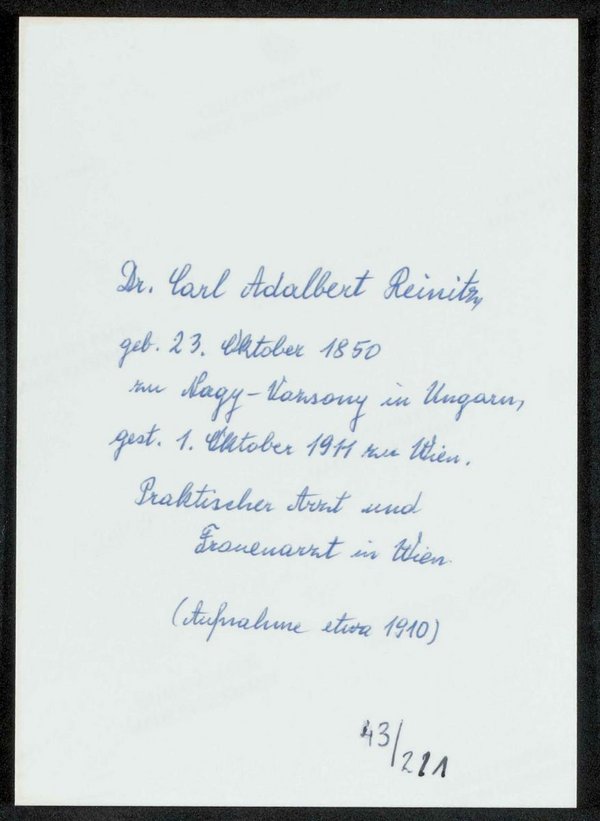 Dr. Carl Adalbert Reinitz,
geb. 23. Oktober 1850
zu Nagy-Vazsony in Ungarn,
gest. 1. Oktober 1911 zu Wien.
Praktischer Arzt und
Frauenarzt in Wien.
(Aufnahme etwa 1910)
43/211